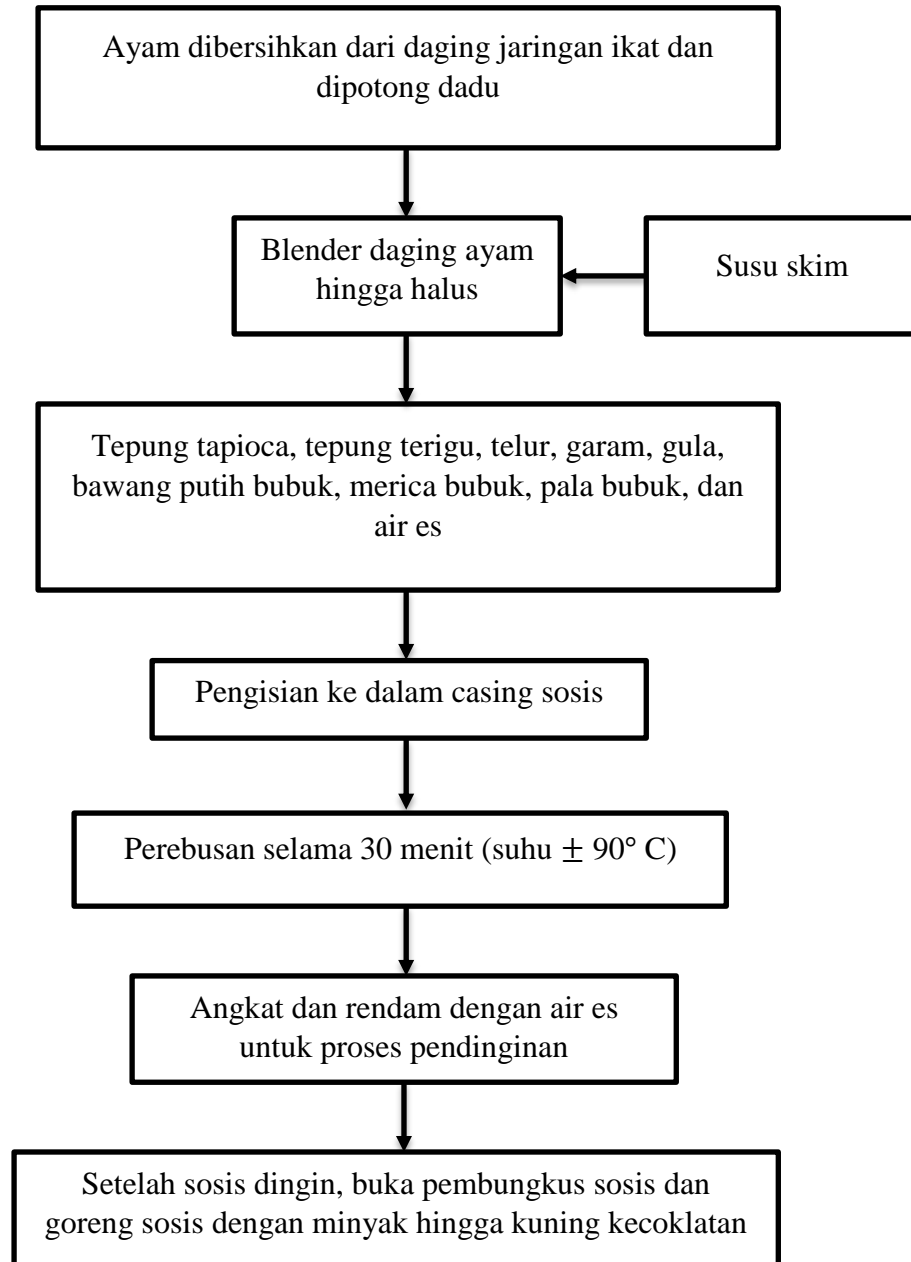 Ayam dibersihkan dari daging jaringan ikat dan
dipotong dadu
Blender daging ayam
hingga halus
Susu skim
Tepung tapioca, tepung terigu, telur, garam, gula,
bawang putih bubuk, merica bubuk, pala bubuk, dan
air es
Pengisian ke dalam casing sosis
Perebusan selama 30 menit (suhu ± 90° C)
Angkat dan rendam dengan air es
untuk proses pendinginan
Setelah sosis dingin, buka pembungkus sosis dan
goreng sosis dengan minyak hingga kuning kecoklatan